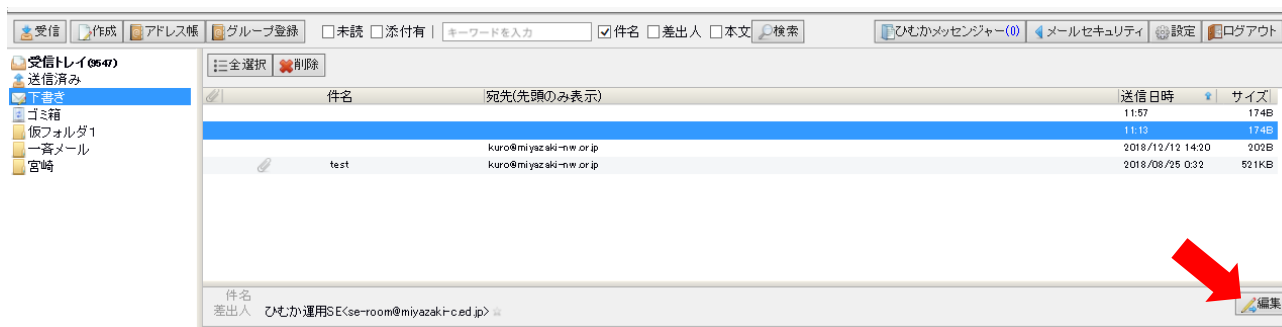 受信 作成 アドレス帳 グループ登録 未読 添付有 | キーワードを入力 件名 差出人 本文 検索 ひむかメッセンジャー(0) メールセキュリティ 設定 ログアウト
受信トレイ(9547)
送信済み
下書き
ゴミ箱
仮フォルダ1
一斉メール
宮崎
全選択 削除
件名 宛先(先頭のみ表示) 送信日時 サイズ
11:57 174B
11:13 174B
kuro@miyazaki-nw.or.jp 2018/12/12 14:20 202B
test kuro@miyazaki-nw.or.jp 2018/08/25 0:32 521KB
件名
差出人 ひむか運用SE<se-room@miyazaki-c.ed.jp>
編集